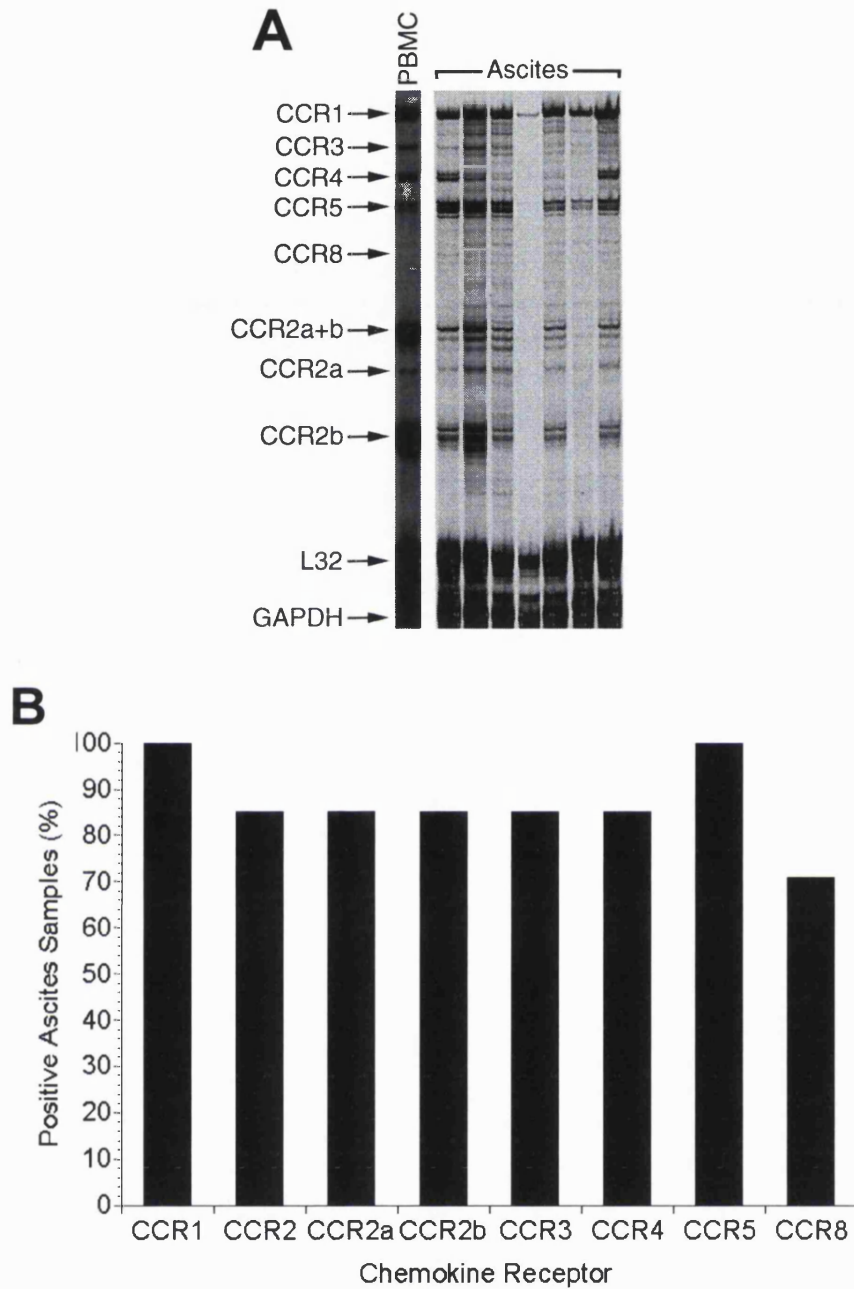 A
PBMC
Ascites
CCR1
CCR3
CCR4
CCR5
CCR8
CCR2a+b
CCR2a
CCR2b
L32
GAPDH
B
Positive Ascites Samples (%)
100
90
80
70
60
50
40
30
20
10
0
CCR1 CCR2 CCR2a CCR2b CCR3 CCR4 CCR5 CCR8
Chemokine Receptor